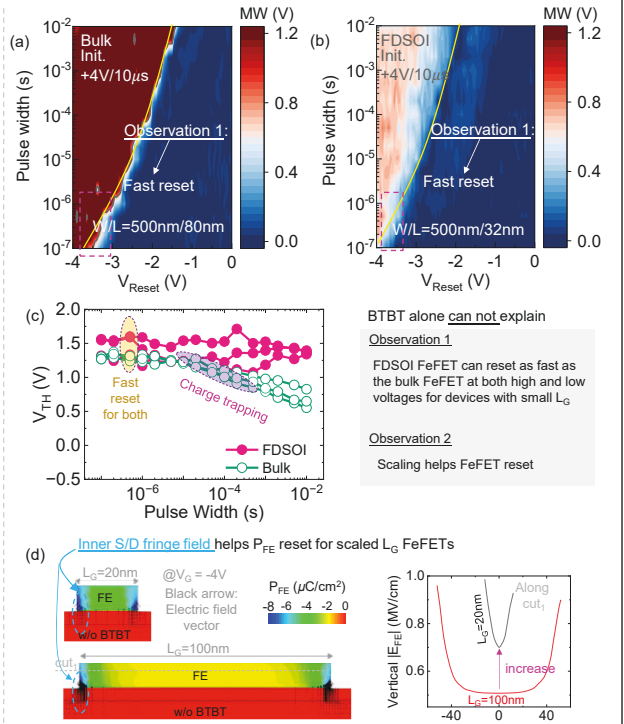 (a)
Bulk
Init.
+4V/10μs
Observation 1:
Fast reset
W/L=500nm/80nm
Pulse width (s)
10⁻²
10⁻³
10⁻⁴
10⁻⁵
10⁻⁶
10⁻⁷
-4 -3 -2 -1 0
V_Reset (V)
MW (V)
1.2
0.8
0.4
0.0
(b)
FDSOI
Init.
+4V/10μs
Observation 1:
Fast reset
W/L=500nm/32nm
Pulse width (s)
10⁻²
10⁻³
10⁻⁴
10⁻⁵
10⁻⁶
10⁻⁷
-4 -3 -2 -1 0
V_Reset (V)
MW (V)
1.2
0.8
0.4
0.0
(c)
V_TH (V)
2.0
1.5
1.0
0.5
0.0
−0.5
Fast
reset
for both
Charge trapping
FDSOI
Bulk
10⁻⁶ 10⁻⁴ 10⁻²
Pulse Width (s)
BTBT alone can not explain
Observation 1
FDSOI FeFET can reset as fast as
the bulk FeFET at both high and low
voltages for devices with small L_G
Observation 2
Scaling helps FeFET reset
(d)
Inner S/D fringe field helps P_FE reset for scaled L_G FeFETs
L_G=20nm
FE
w/o BTBT
@V_G = -4V
Black arrow:
Electric field
vector
P_FE (μC/cm²)
-8 -6 -4 -2 0
L_G=100nm
cut₁
FE
w/o BTBT
Vertical |E_FE| (MV/cm)
1.0
0.8
0.6
Along
cut₁
L_G=20nm
increase
L_G=100nm
-40 0 40